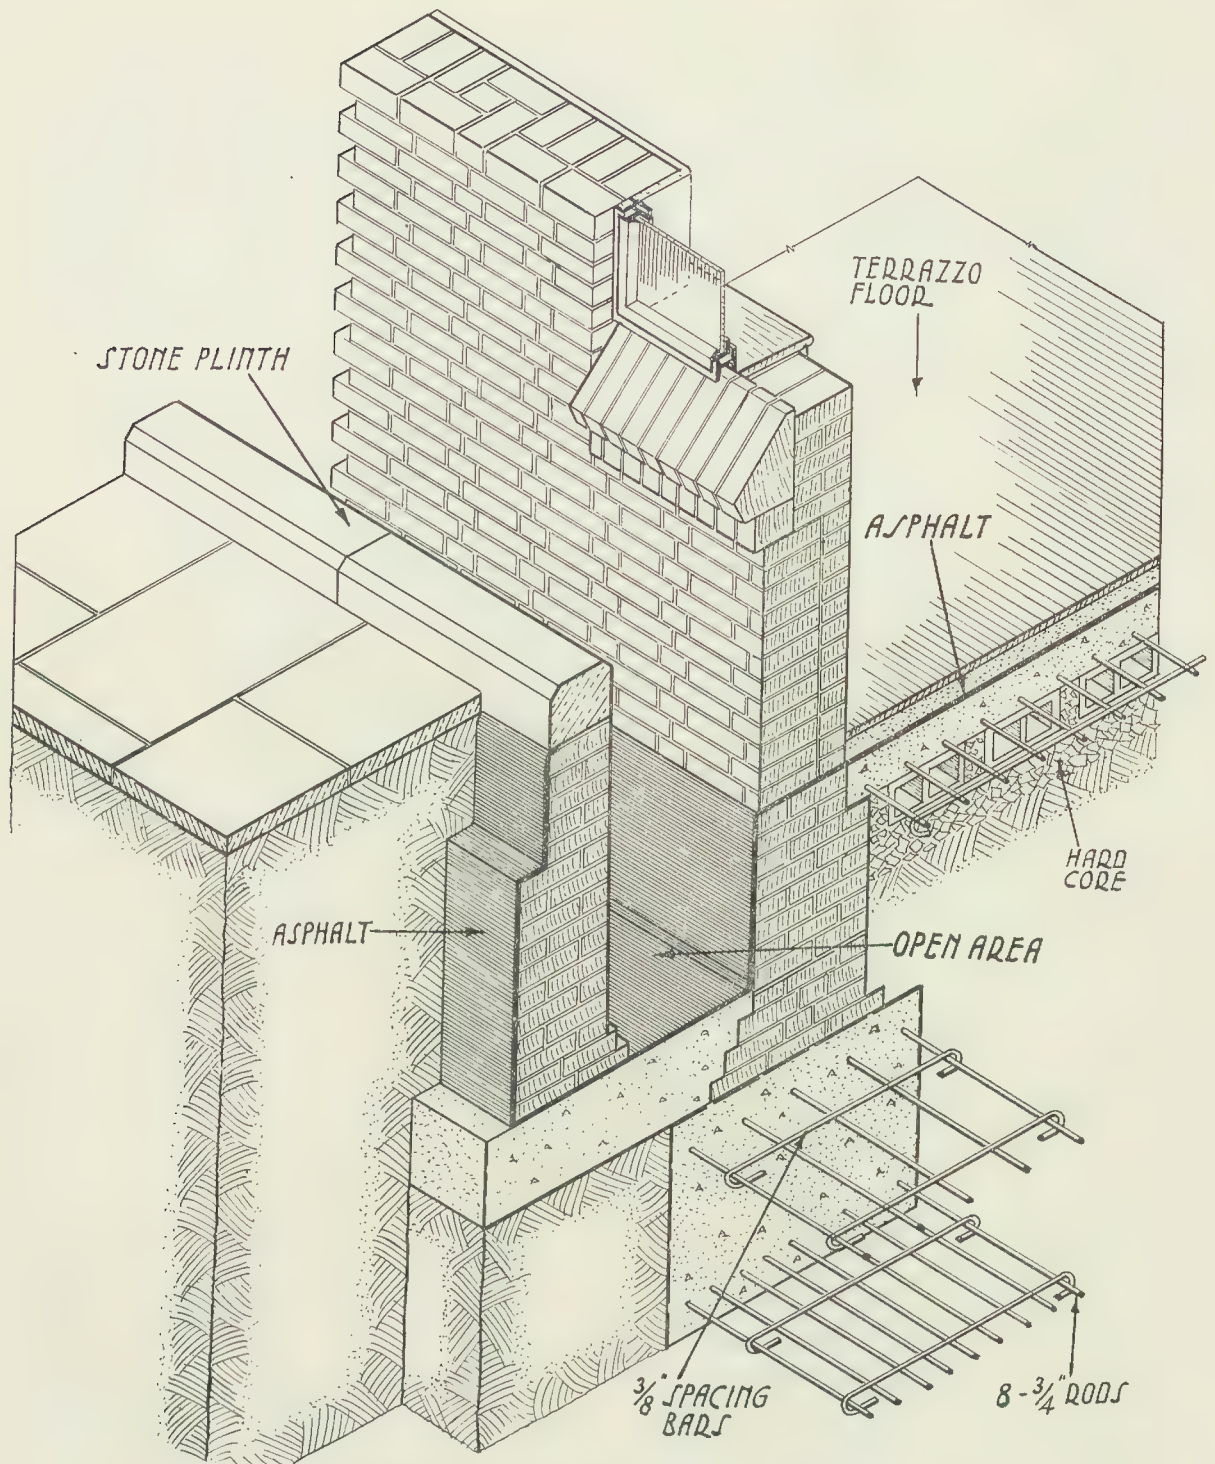 TERRAZZO
FLOOR
STONE PLINTH
ASPHALT
HARD
CORE
ASPHALT
OPEN AREA
3/8" SPACING
BARS
8 - 3/4" RODS